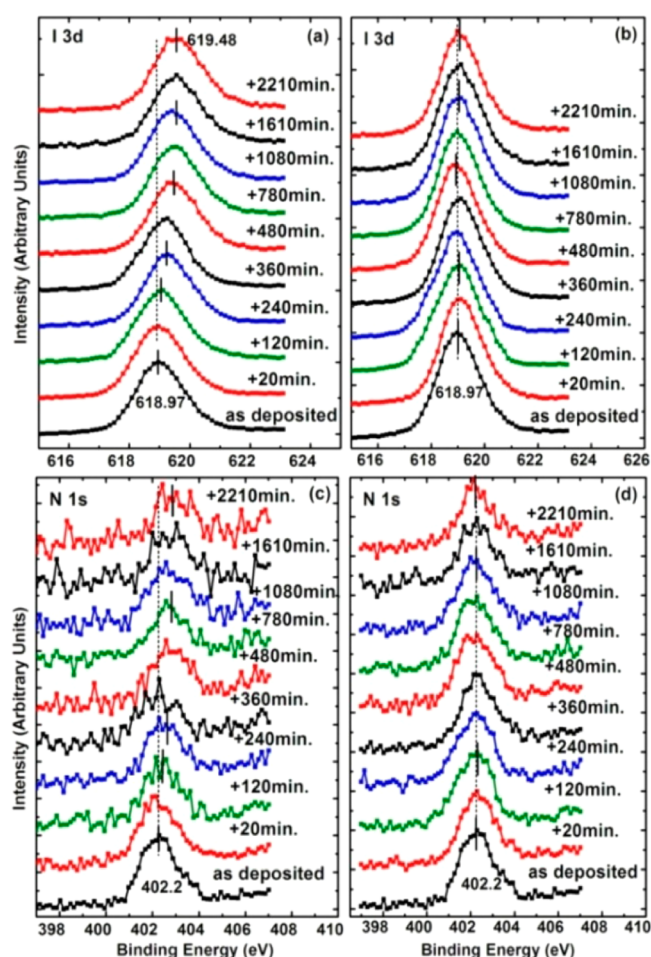 I 3d
619.48
(a)
+2210min.
+1610min.
+1080min.
+780min.
+480min.
+360min.
+240min.
+120min.
+20min.
618.97
as deposited
616 618 620 622 624
I 3d
(b)
+2210min.
+1610min.
+1080min.
+780min.
+480min.
+360min.
+240min.
+120min.
+20min.
618.97
as deposited
616 618 620 622 624 626
Intensity (Arbitrary Units)
N 1s
(c)
+2210min.
+1610min.
+1080min.
+780min.
+480min.
+360min.
+240min.
+120min.
+20min.
as deposited
402.2
398 400 402 404 406 408 410
Binding Energy (eV)
N 1s
(d)
+2210min.
+1610min.
+1080min.
+780min.
+480min.
+360min.
+240min.
+120min.
+20min.
as deposited
402.2
398 400 402 404 406 408 410
Binding Energy (eV)
Intensity (Arbitrary Units)